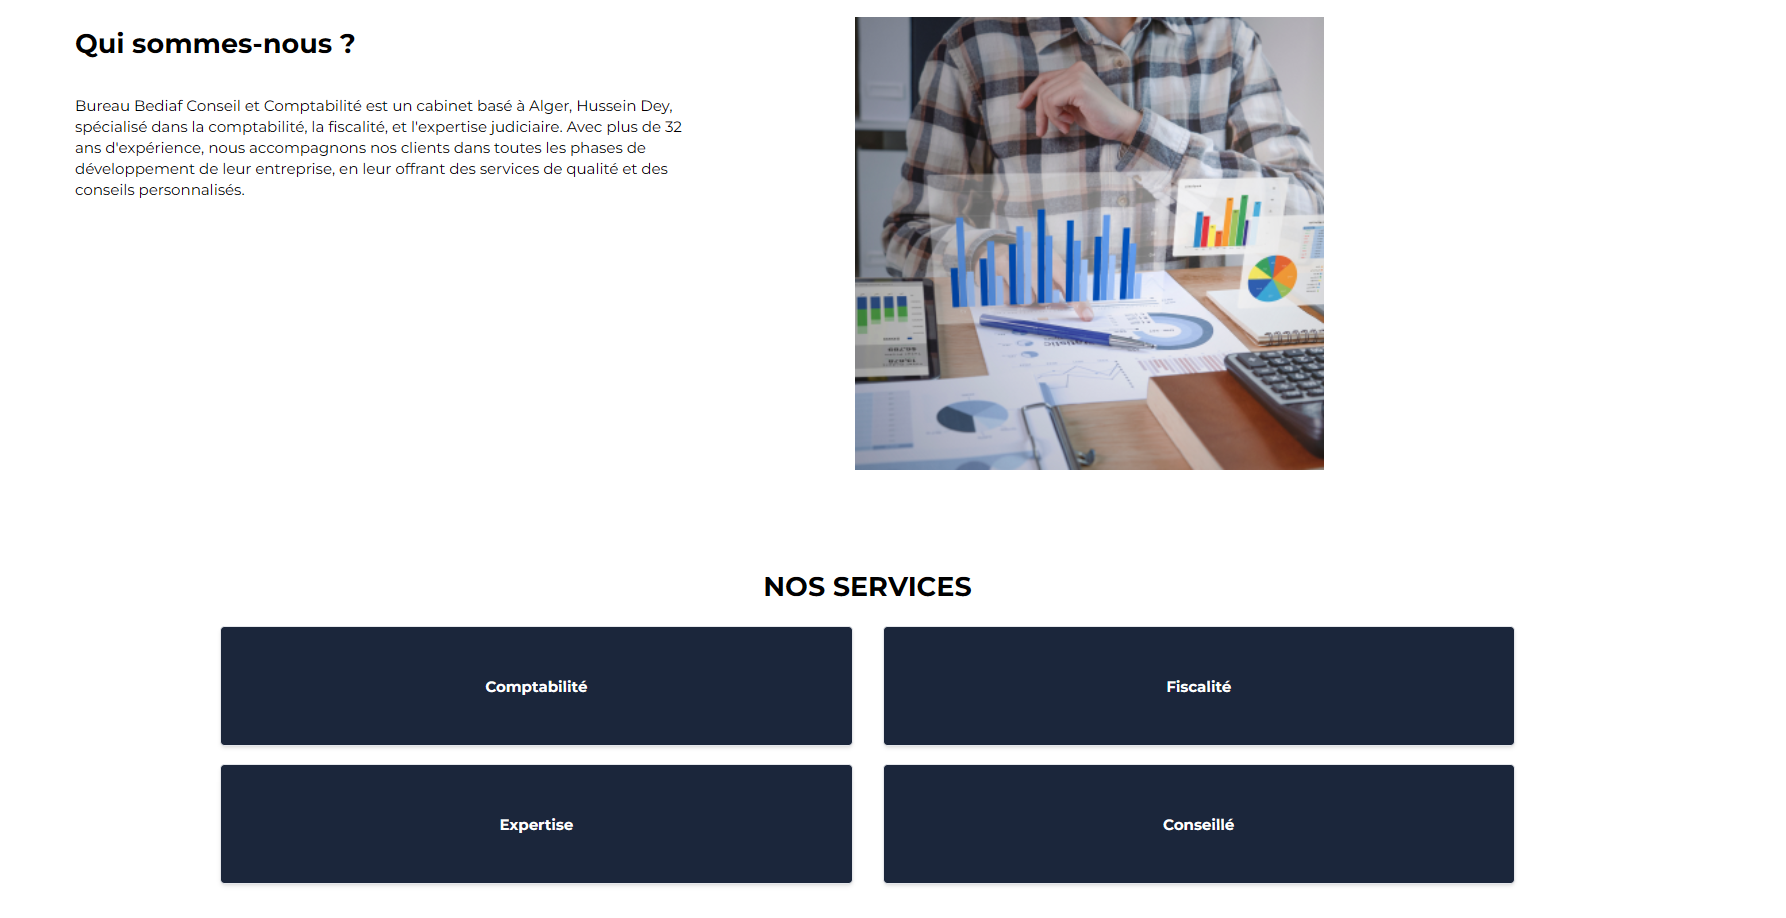 Qui sommes-nous ?
Bureau Bediaf Conseil et Comptabilité est un cabinet basé à Alger, Hussein Dey,
spécialisé dans la comptabilité, la fiscalité, et l'expertise judiciaire. Avec plus de 32
ans d'expérience, nous accompagnons nos clients dans toutes les phases de
développement de leur entreprise, en leur offrant des services de qualité et des
conseils personnalisés.
NOS SERVICES
Comptabilité
Fiscalité
Expertise
Conseillé